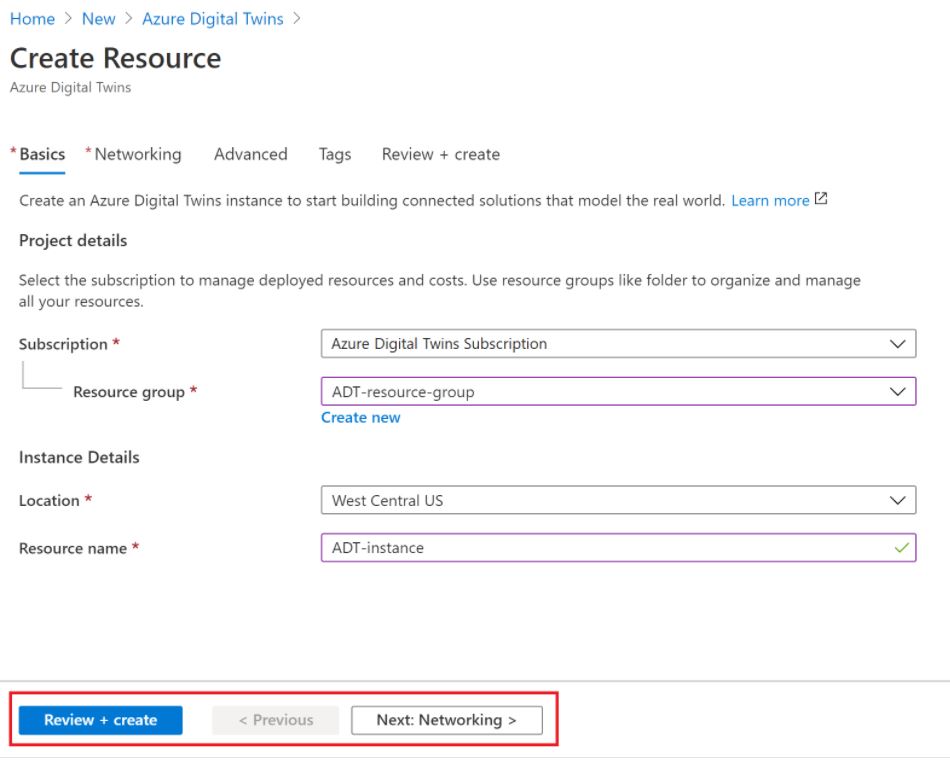 Home > New > Azure Digital Twins >
Create Resource
Azure Digital Twins
* Basics * Networking Advanced Tags Review + create
Create an Azure Digital Twins instance to start building connected solutions that model the real world. Learn more
Project details
Select the subscription to manage deployed resources and costs. Use resource groups like folder to organize and manage
all your resources.
Subscription * Azure Digital Twins Subscription
Resource group * ADT-resource-group
Create new
Instance Details
Location * West Central US
Resource name * ADT-instance
Review + create < Previous Next: Networking >